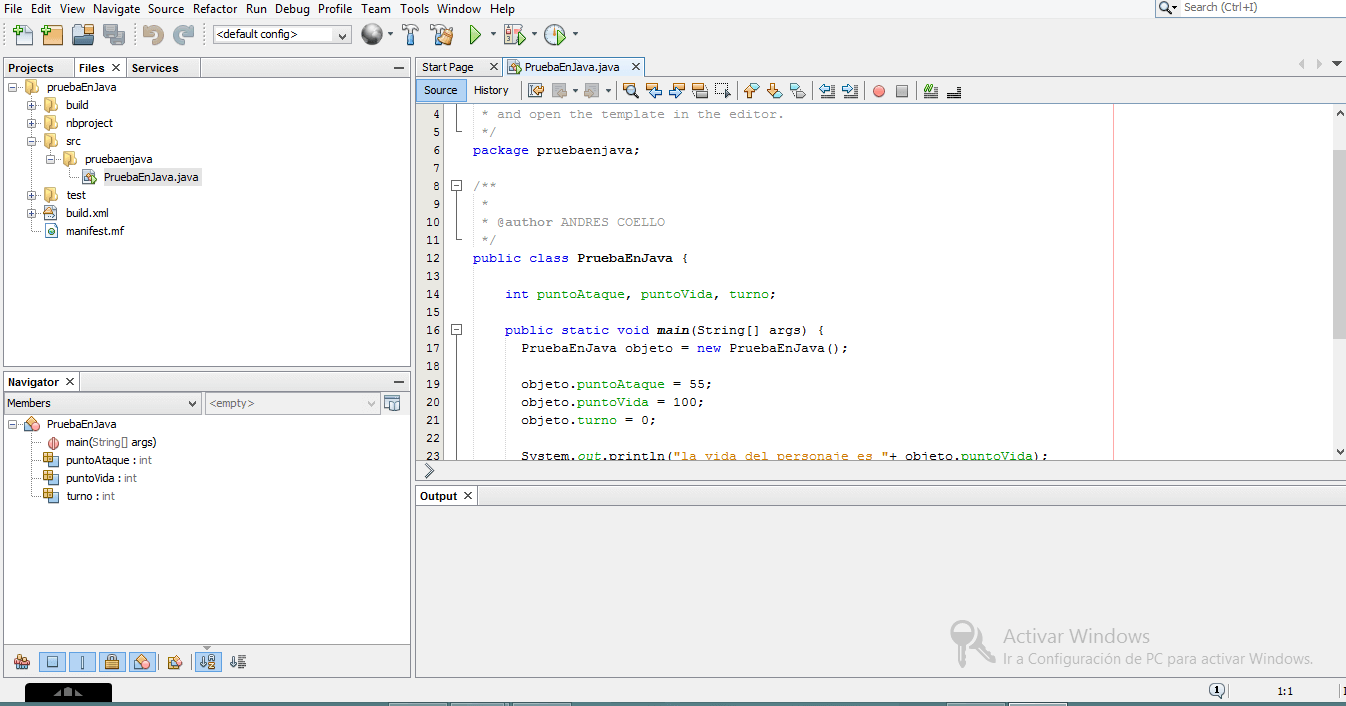 File Edit View Navigate Source Refactor Run Debug Profile Team Tools Window Help
Search (Ctrl+I)
<default config>
Projects Files Services
pruebaEnJava
build
nbproject
src
pruebaenjava
PruebaEnJava.java
test
build.xml
manifest.mf
Navigator
Members <empty>
PruebaEnJava
main(String[] args)
puntoAtaque : int
puntoVida : int
turno : int
Start Page PruebaEnJava.java
Source History
4 * and open the template in the editor.
5 */
6 package pruebaenjava;
7
8 /**
9 *
10 * @author ANDRES COELLO
11 */
12 public class PruebaEnJava {
13
14 int puntoAtaque, puntoVida, turno;
15
16 public static void main(String[] args) {
17 PruebaEnJava objeto = new PruebaEnJava();
18
19 objeto.puntoAtaque = 55;
20 objeto.puntoVida = 100;
21 objeto.turno = 0;
22
23 System.out.println("la vida del personaje es "+ objeto.puntoVida);
Output
Activar Windows
Ir a Configuración de PC para activar Windows.
1 1:1